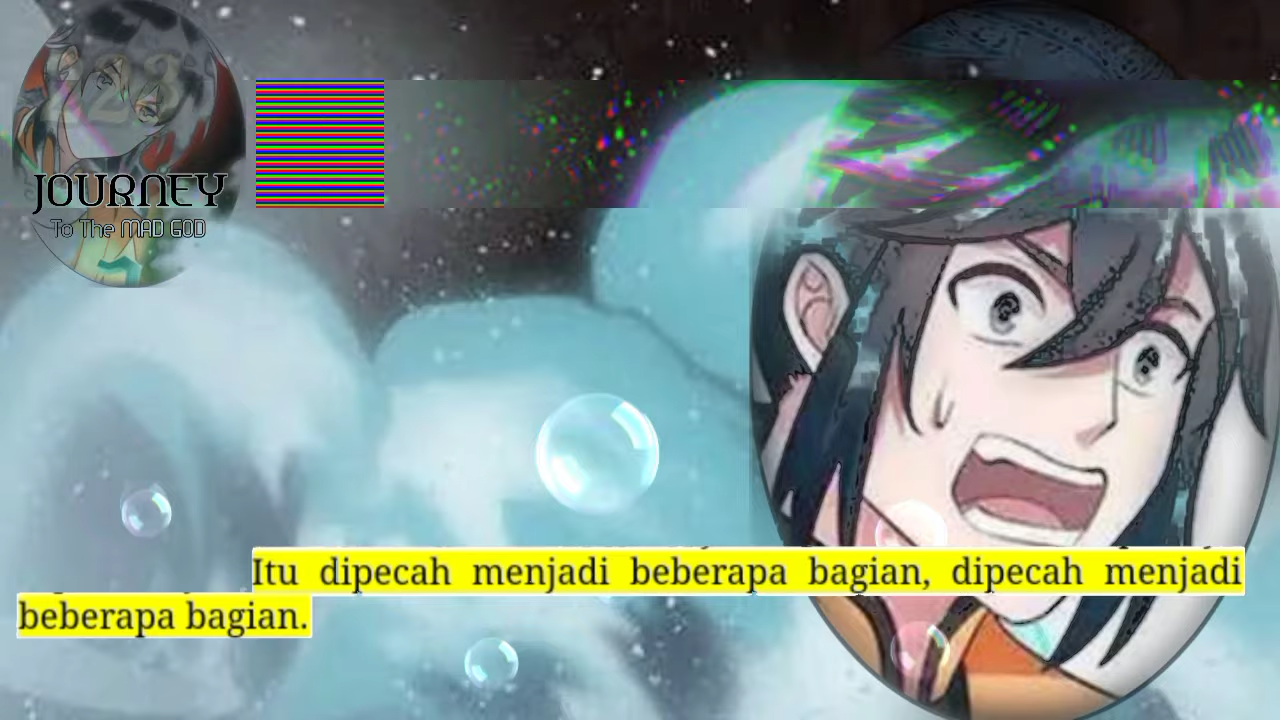 JOURNEY
To The MAD GOD
Itu dipecah menjadi beberapa bagian, dipecah menjadi
beberapa bagian.